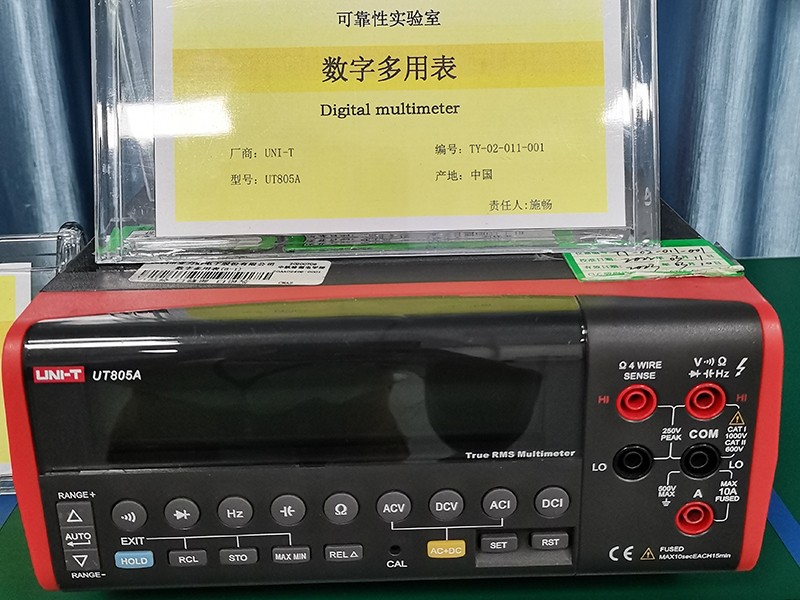 可靠性实验室
数字多用表
Digital multimeter
厂商：UNI-T
编号：TY-02-011-001
型号：UT805A
产地：中国
责任人:施畅
UNI-T UT805A
True RMS Multimeter
Ω 4 WIRE
SENSE
V Ω
Hz
HI
HI
250V
PEAK
CAT I
1000V
CAT II
600V
COM
LO
LO
500V
MAX
A
MAX
10A
FUSED
CE
FUSED
MAX10secEACH15min
RANGE+
AUTO
RANGE-
Hz
Ω
ACV
DCV
ACI
DCI
EXIT
HOLD
RCL
STO
MAX MIN
REL △
CAL
AC+DC
SET
RST